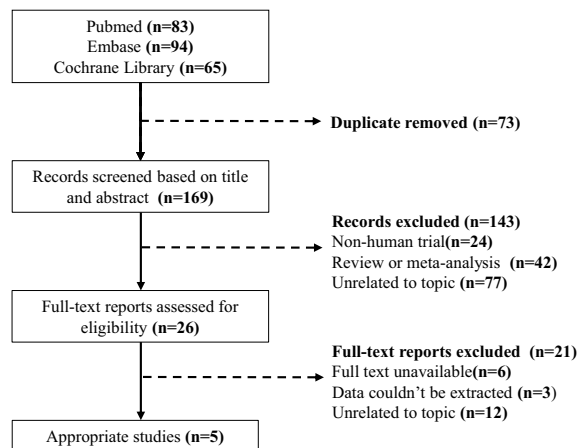 Pubmed (n=83)
Embase (n=94)
Cochrane Library (n=65)
Duplicate removed (n=73)
Records screened based on title
and abstract (n=169)
Records excluded (n=143)
Non-human trial(n=24)
Review or meta-analysis (n=42)
Unrelated to topic (n=77)
Full-text reports assessed for
eligibility (n=26)
Full-text reports excluded (n=21)
Full text unavailable(n=6)
Data couldn't be extracted (n=3)
Unrelated to topic (n=12)
Appropriate studies (n=5)